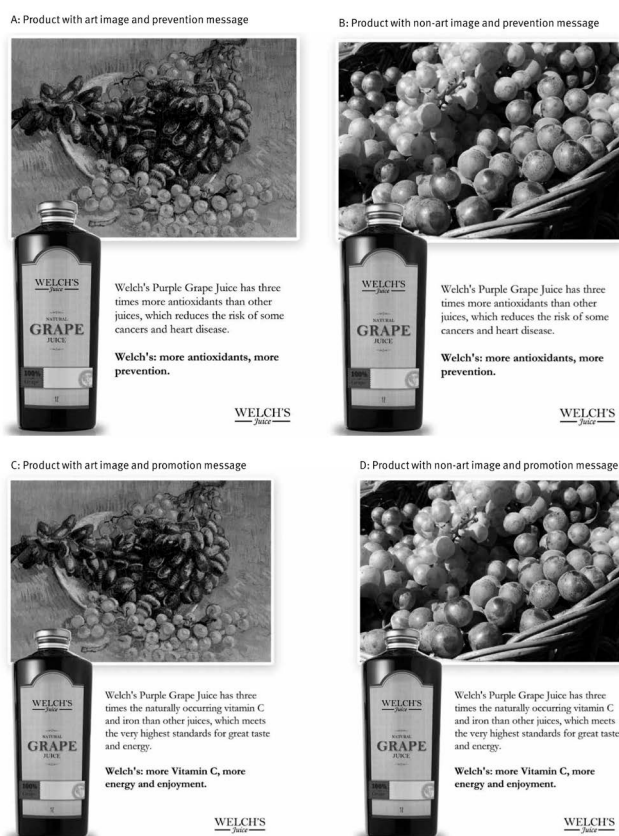 A: Product with art image and prevention message
WELCH'S
Juice
NATURAL
GRAPE
JUICE
100%
Welch's Purple Grape Juice has three
times more antioxidants than other
juices, which reduces the risk of some
cancers and heart disease.
Welch's: more antioxidants, more
prevention.
WELCH'S
Juice
B: Product with non-art image and prevention message
WELCH'S
Juice
NATURAL
GRAPE
JUICE
100%
Welch's Purple Grape Juice has three
times more antioxidants than other
juices, which reduces the risk of some
cancers and heart disease.
Welch's: more antioxidants, more
prevention.
WELCH'S
Juice
C: Product with art image and promotion message
WELCH'S
Juice
NATURAL
GRAPE
JUICE
100%
Welch's Purple Grape Juice has three
times the naturally occurring vitamin C
and iron than other juices, which meets
the very highest standards for great taste
and energy.
Welch's: more Vitamin C, more
energy and enjoyment.
WELCH'S
Juice
D: Product with non-art image and promotion message
WELCH'S
Juice
NATURAL
GRAPE
JUICE
100%
Welch's Purple Grape Juice has three
times the naturally occurring vitamin C
and iron than other juices, which meets
the very highest standards for great taste
and energy.
Welch's: more Vitamin C, more
energy and enjoyment.
WELCH'S
Juice